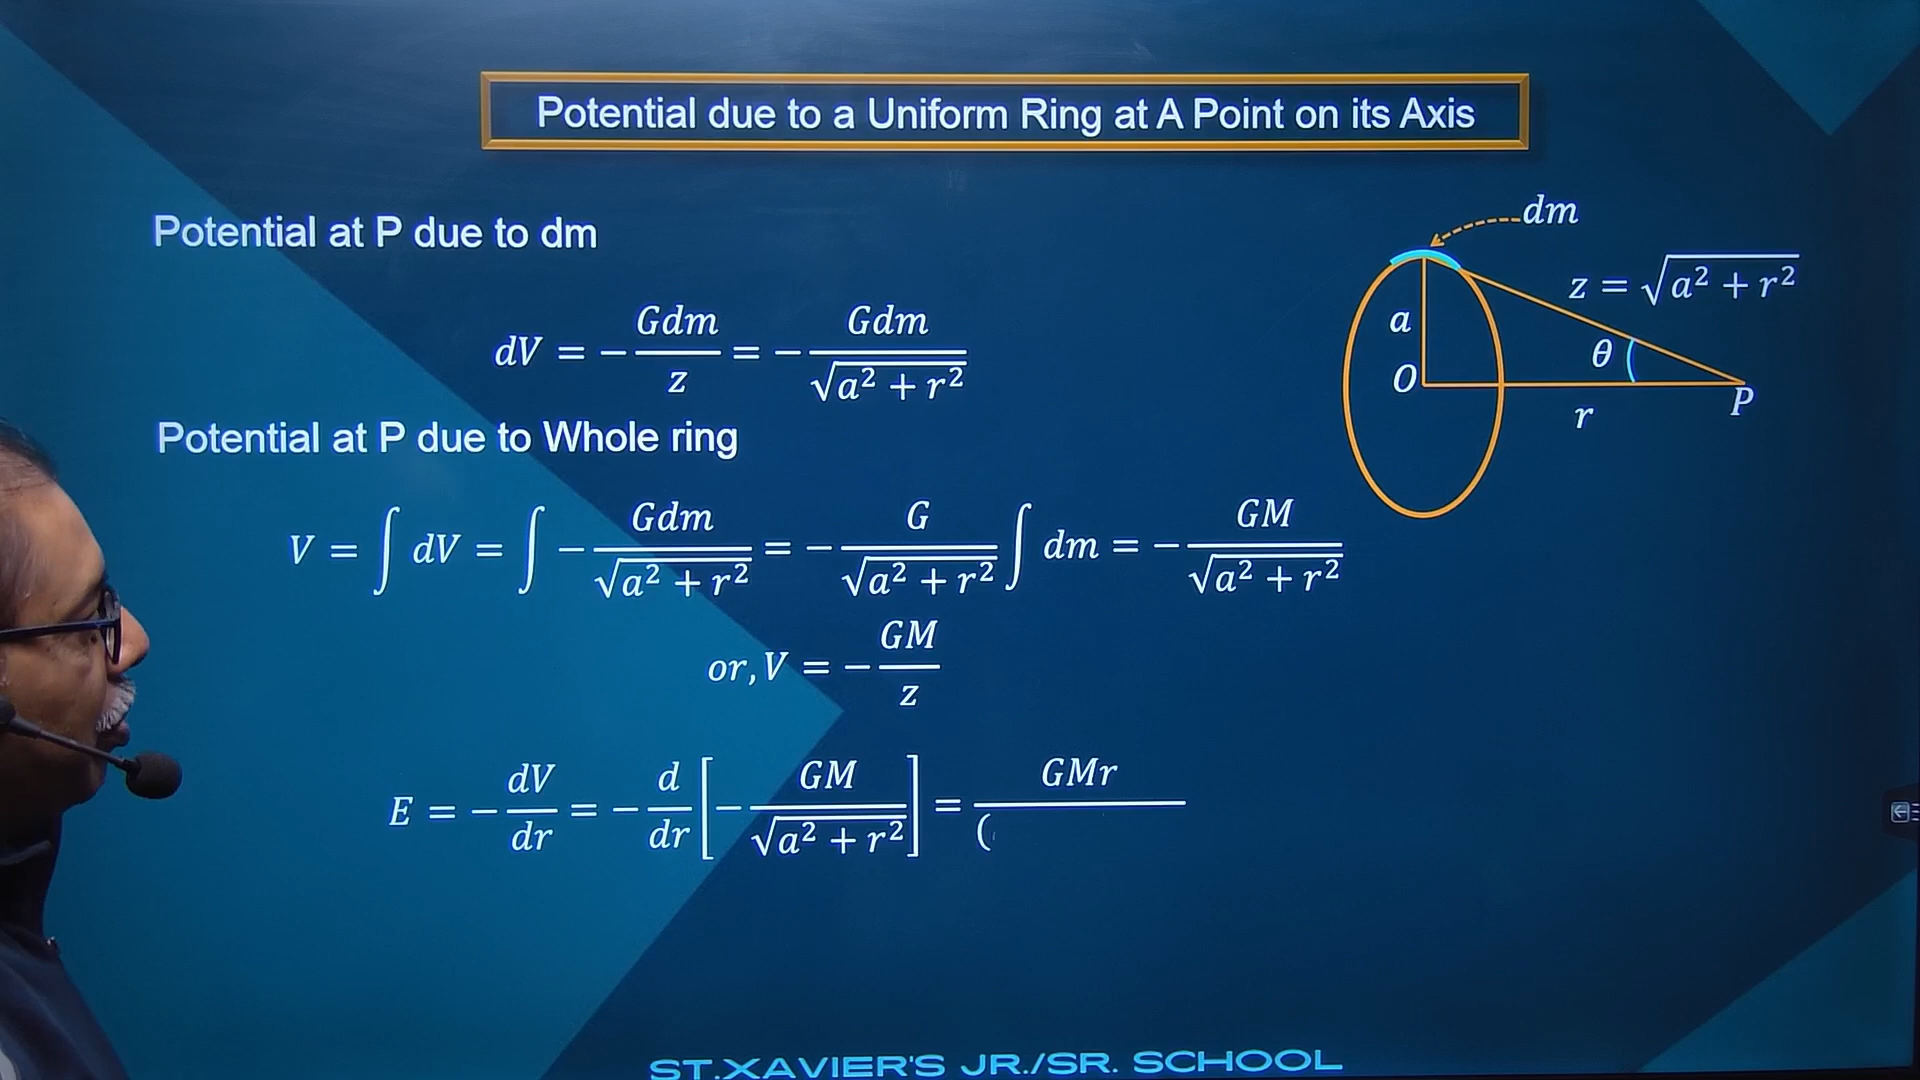 Potential due to a Uniform Ring at A Point on its Axis
Potential at P due to dm
dV = −Gdm/z = −Gdm/√(a² + r²)
dm
z = √(a² + r²)
a
θ
O
P
r
Potential at P due to Whole ring
V = ∫ dV = ∫ −Gdm/√(a² + r²) = −G/√(a² + r²) ∫ dm = −GM/√(a² + r²)
or, V = −GM/z
E = −dV/dr = −d/dr [−GM/√(a² + r²)] = GMr/(
ST.XAVIER'S JR./SR. SCHOOL